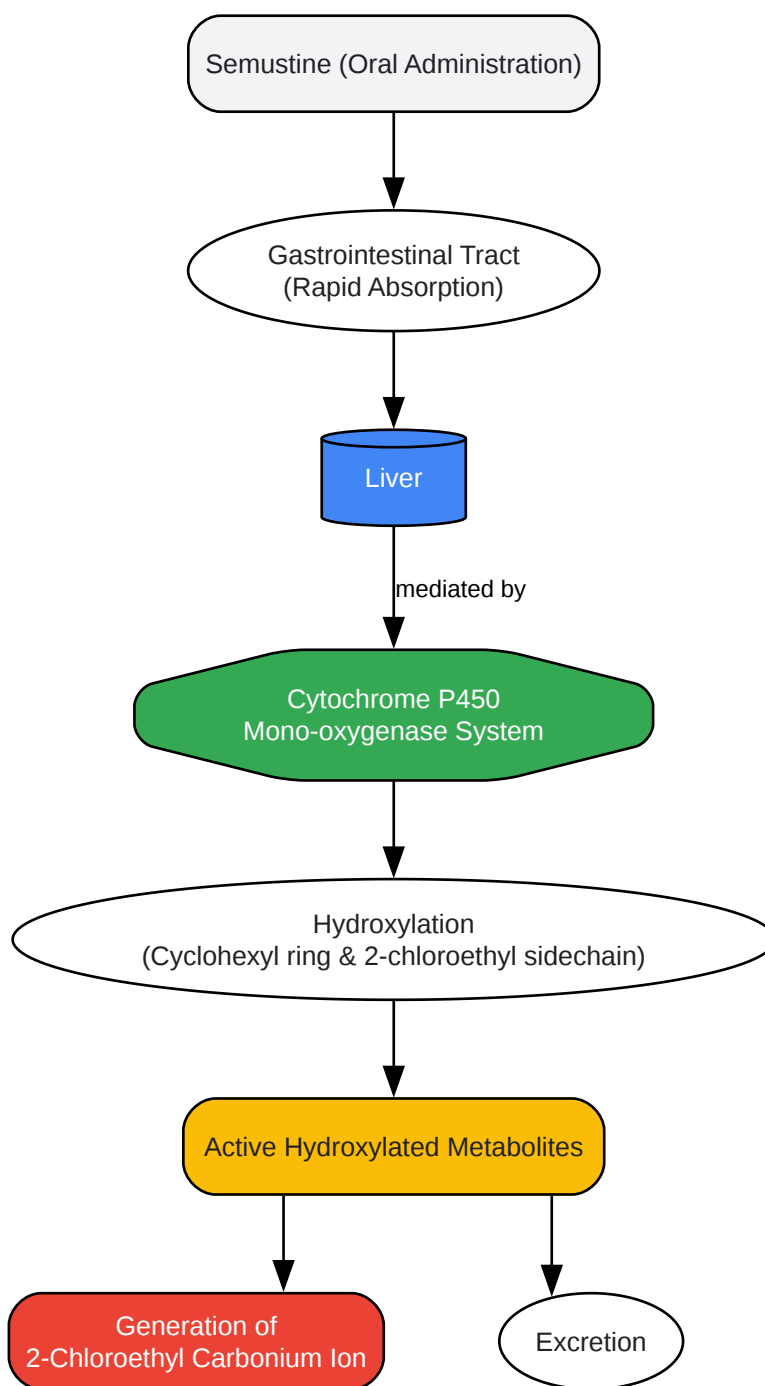 Semustine (Oral Administration)
Gastrointestinal Tract
(Rapid Absorption)
Liver
mediated by
Cytochrome P450
Mono-oxygenase System
Hydroxylation
(Cyclohexyl ring & 2-chloroethyl sidechain)
Active Hydroxylated Metabolites
Generation of
2-Chloroethyl Carbonium Ion
Excretion